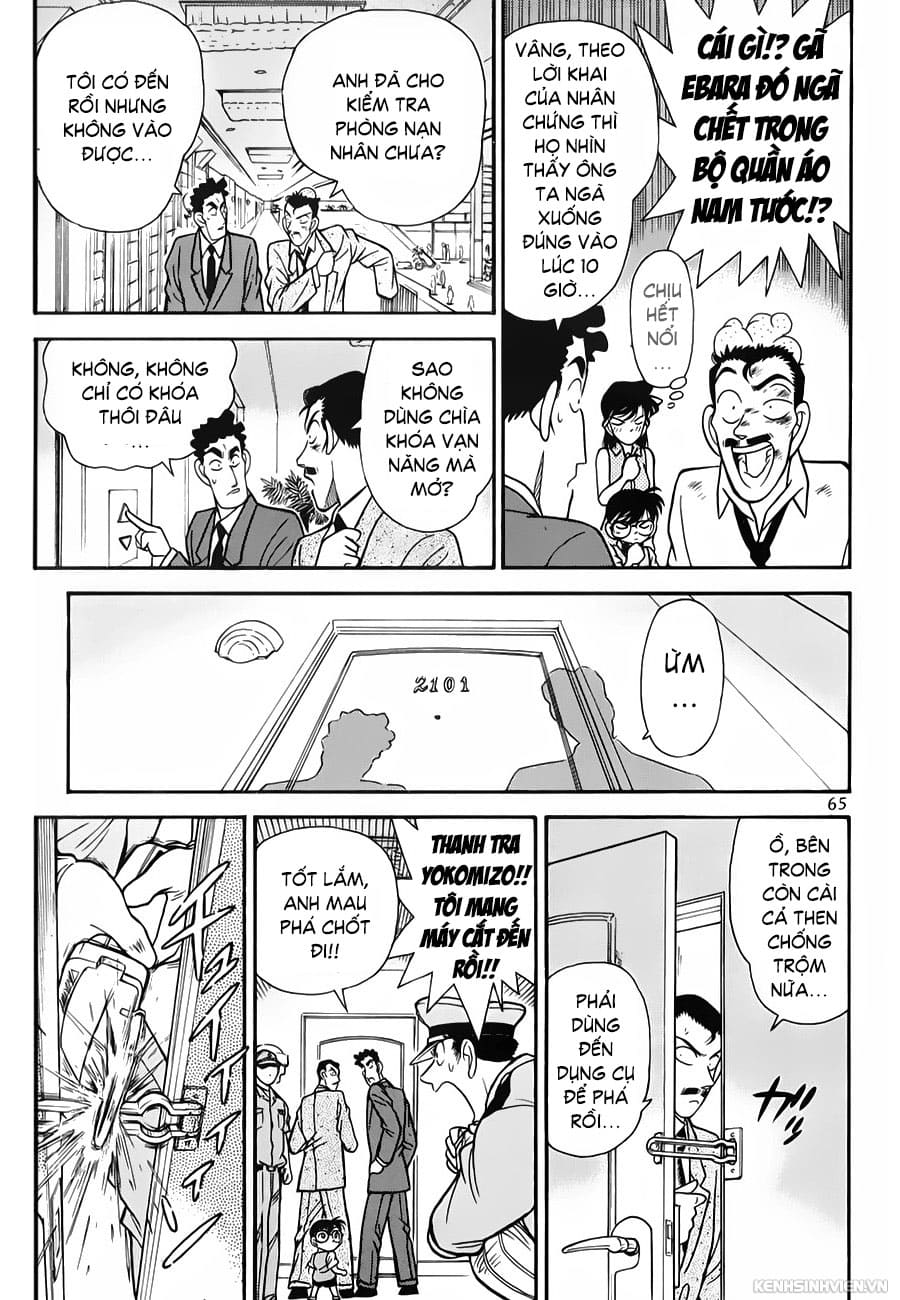 CÁI GÌ!? GÃ
EBARA ĐÓ NGÃ
CHẾT TRONG
BỘ QUẦN ÁO
NAM TƯỚC!?
VÂNG, THEO
LỜI KHAI
CỦA NHÂN
CHỨNG THÌ
HỌ NHÌN
THẤY ÔNG
TA NGÃ
XUỐNG
ĐÚNG VÀO
LÚC 10
GIỜ...
CHỊU
HẾT
NỔI
...
ANH ĐÃ CHO
KIỂM TRA
PHÒNG NẠN
NHÂN CHƯA?
TÔI CÓ ĐẾN
RỒI NHƯNG
KHÔNG VÀO
ĐƯỢC...
SAO
KHÔNG
DÙNG CHÌA
KHÓA VẠN
NĂNG MÀ
MỞ?
KHÔNG, KHÔNG
CHỈ CÓ KHÓA
THÔI ĐÂU
...
ỪM
...
2101
65
Ồ, BÊN
TRONG
CÒN CÀI
CẢ THEN
CHỐNG
TRỘM
NỮA...
PHẢI
DÙNG
ĐẾN
DỤNG CỤ
ĐỂ PHÁ
RỒI...
THANH TRA
YOKOMIZO!!
TÔI MANG
MÁY CẮT ĐẾN
RỒI!!
TỐT LẮM,
ANH MAU
PHÁ CHỐT
ĐI!!
KENHSINHVIEN.VN